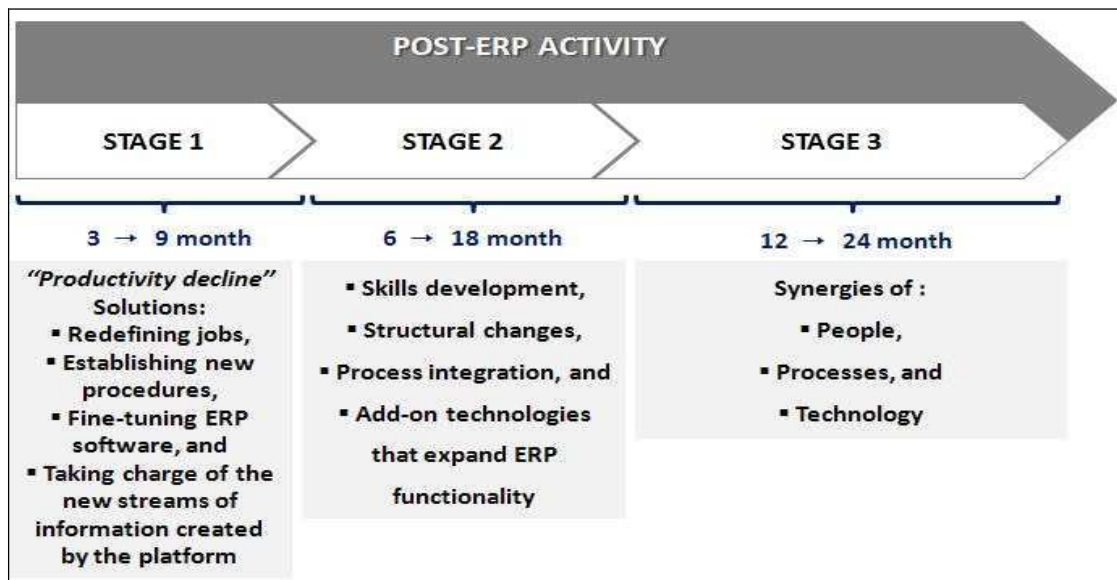 POST-ERP ACTIVITY
STAGE 1
STAGE 2
STAGE 3
3 → 9 month
6 → 18 month
12 → 24 month
“Productivity decline”
Solutions:
▪ Redefining jobs,
▪ Establishing new
procedures,
▪ Fine-tuning ERP
software, and
▪ Taking charge of the
new streams of
information created
by the platform
▪ Skills development,
▪ Structural changes,
▪ Process integration, and
▪ Add-on technologies
that expand ERP
functionality
Synergies of :
▪ People,
▪ Processes, and
▪ Technology